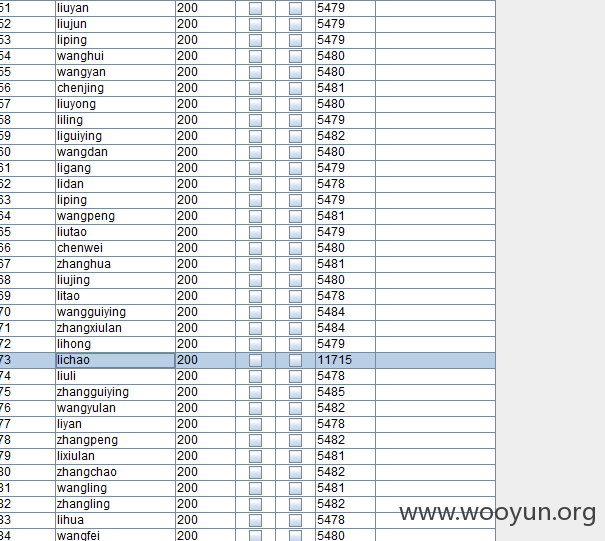 51 liuyan 200 5479
52 liujun 200 5479
53 liping 200 5479
54 wanghui 200 5480
55 wangyan 200 5480
56 chenjing 200 5481
57 liuyong 200 5480
58 liling 200 5479
59 liguiying 200 5482
60 wangdan 200 5480
61 ligang 200 5479
62 lidan 200 5478
63 liping 200 5479
64 wangpeng 200 5481
65 liutao 200 5479
66 chenwei 200 5480
67 zhanghua 200 5481
68 liujing 200 5480
69 litao 200 5478
70 wangguiying 200 5484
71 zhangxiulan 200 5484
72 lihong 200 5479
73 lichao 200 11715
74 liuli 200 5478
75 zhangguiying 200 5485
76 wangyulan 200 5482
77 liyan 200 5478
78 zhangpeng 200 5482
79 lixiulan 200 5481
80 zhangchao 200 5482
81 wangling 200 5481
82 zhangling 200 5482
83 lihua 200 5478
84 wangfei 200 5480
www.wooyun.org